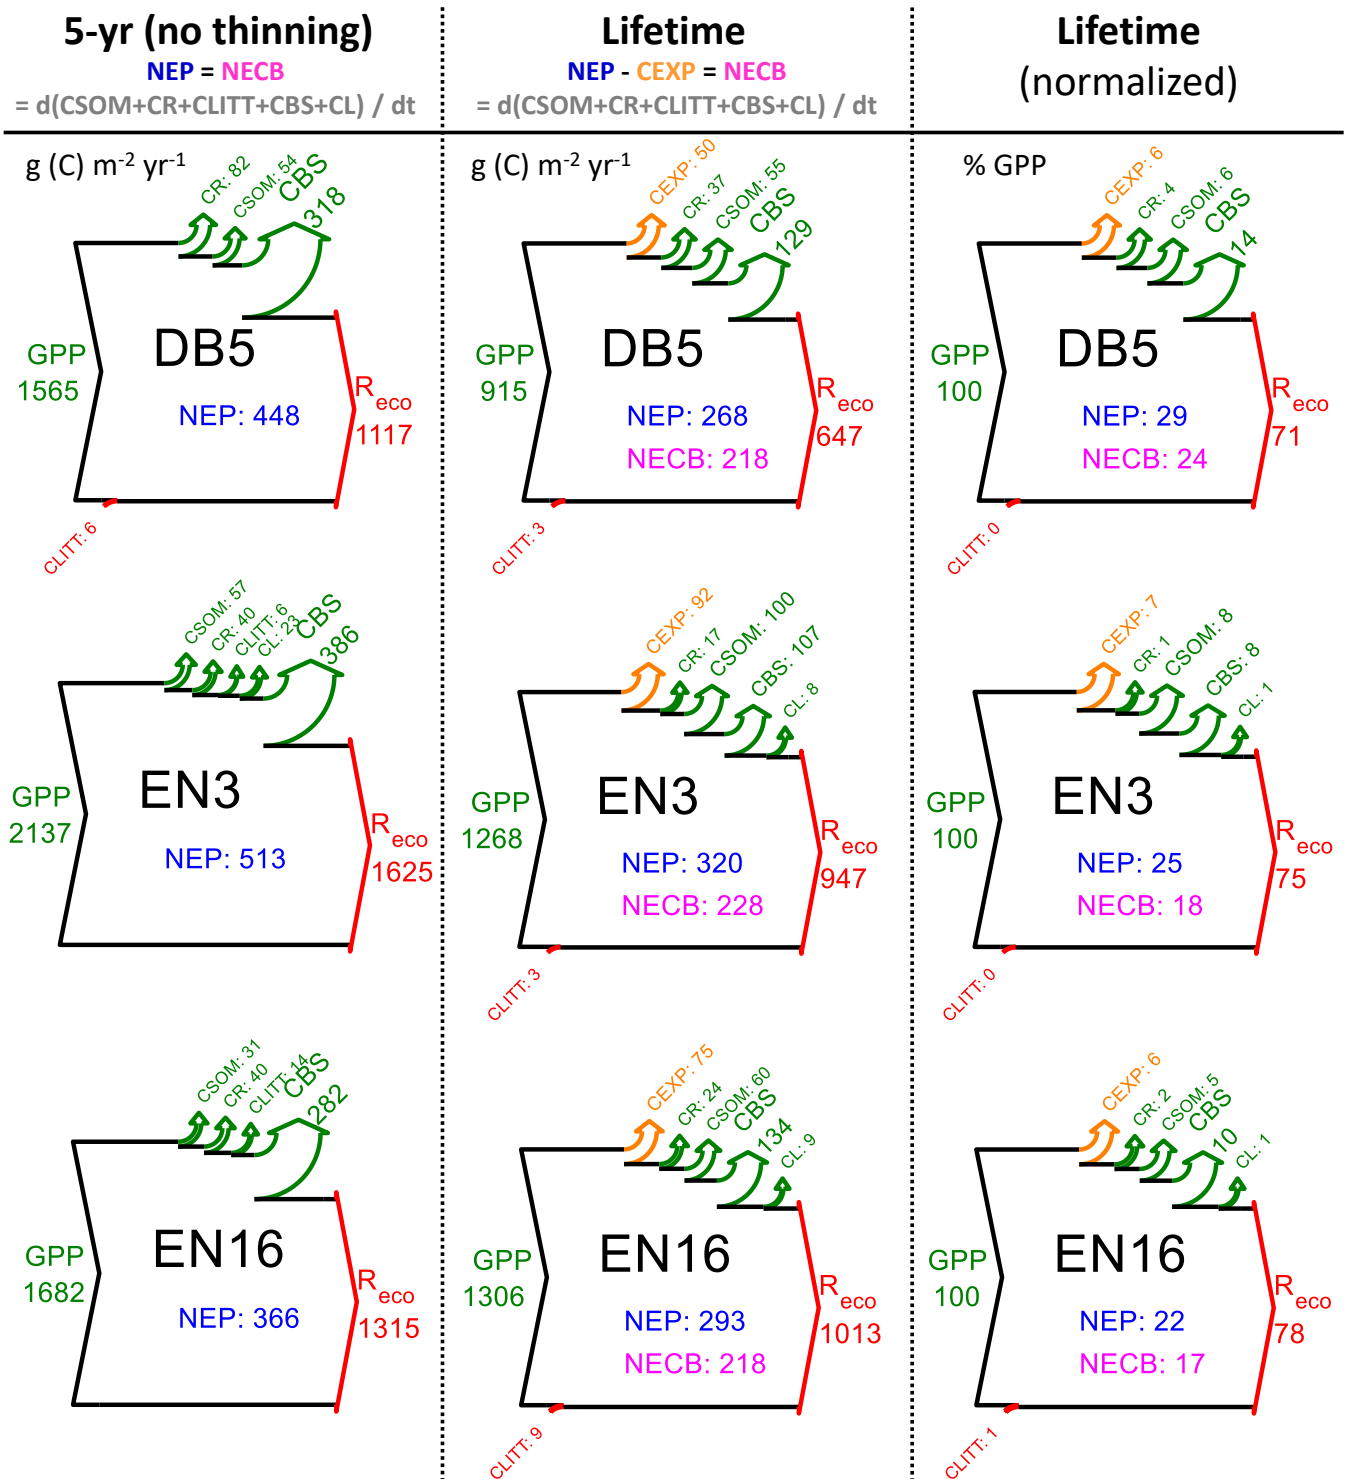 5-yr (no thinning)
NEP = NECB
= d(CSOM+CR+CLITT+CBS+CL) / dt
Lifetime
NEP - CEXP = NECB
= d(CSOM+CR+CLITT+CBS+CL) / dt
Lifetime
(normalized)
g (C) m⁻² yr⁻¹
CR: 82
CSOM: 54
CBS
318
GPP
1565
DB5
NEP: 448
Reco
1117
CLITT: 6
g (C) m⁻² yr⁻¹
CEXP: 50
CR: 37
CSOM: 55
CBS
129
GPP
915
DB5
NEP: 268
NECB: 218
Reco
647
CLITT: 3
% GPP
CEXP: 6
CR: 4
CSOM: 6
CBS
14
GPP
100
DB5
NEP: 29
NECB: 24
Reco
71
CLITT: 0
CSOM: 57
CR: 40
CLITT: 6
CL: 23
CBS
386
GPP
2137
EN3
NEP: 513
Reco
1625
CEXP: 92
CR: 17
CSOM: 100
CBS: 107
CL: 8
GPP
1268
EN3
NEP: 320
NECB: 228
Reco
947
CLITT: 3
CEXP: 7
CR: 1
CSOM: 8
CBS: 8
CL: 1
GPP
100
EN3
NEP: 25
NECB: 18
Reco
75
CLITT: 0
CSOM: 31
CR: 40
CLITT: 14
CBS
282
GPP
1682
EN16
NEP: 366
Reco
1315
CEXP: 75
CR: 24
CSOM: 60
CBS
134
CL: 9
GPP
1306
EN16
NEP: 293
NECB: 218
Reco
1013
CLITT: 9
CEXP: 6
CR: 2
CSOM: 5
CBS
10
CL: 1
GPP
100
EN16
NEP: 22
NECB: 17
Reco
78
CLITT: 1